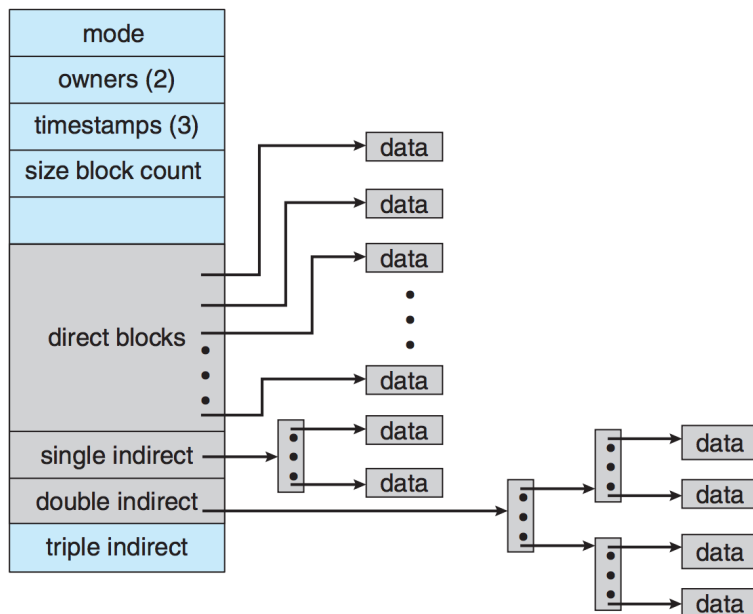 mode
owners (2)
timestamps (3)
size block count
data
data
data
direct blocks
data
data
single indirect
data
data
double indirect
data
triple indirect
data
data